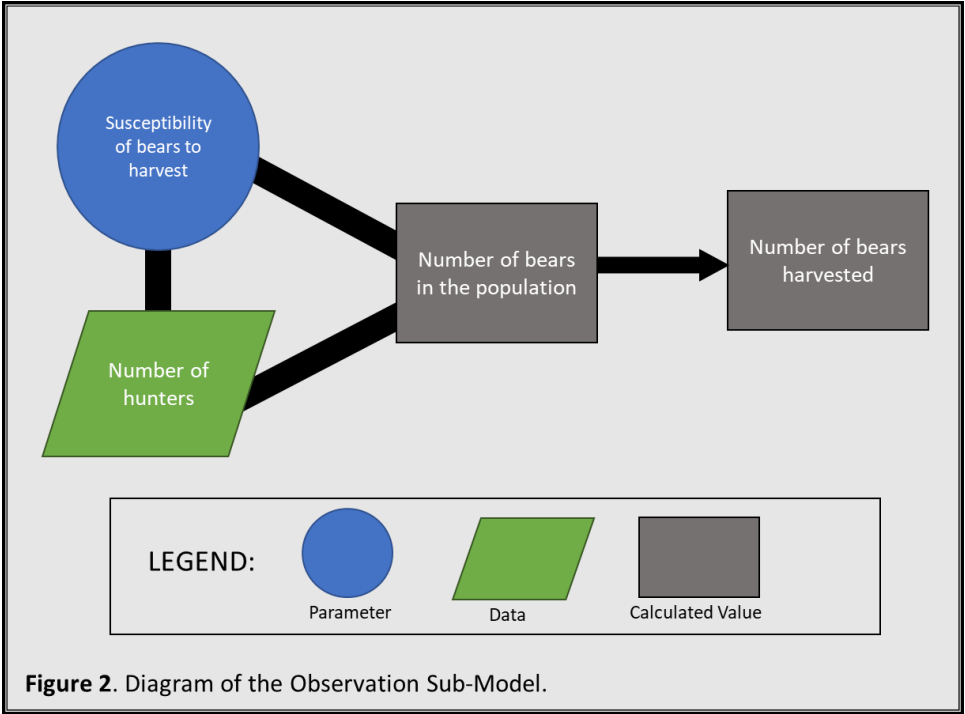 Susceptibility
of bears to
harvest
Number of
hunters
Number of bears
in the population
Number of bears
harvested
LEGEND:
Parameter
Data
Calculated Value
Figure 2. Diagram of the Observation Sub-Model.